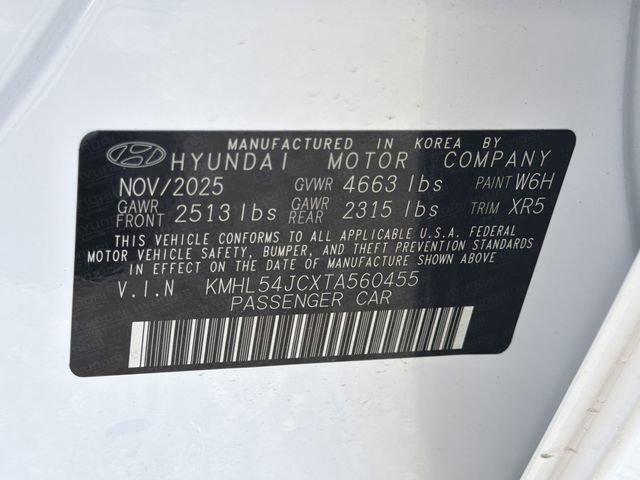 MANUFACTURED IN KOREA BY
HYUNDAI MOTOR COMPANY
NOV/2025 GVWR 4663 lbs PAINT W6H
GAWR FRONT 2513 lbs GAWR REAR 2315 lbs TRIM XR5
THIS VEHICLE CONFORMS TO ALL APPLICABLE U.S.A. FEDERAL
MOTOR VEHICLE SAFETY, BUMPER, AND THEFT PREVENTION STANDARDS
IN EFFECT ON THE DATE OF MANUFACTURE SHOWN ABOVE.
V.I.N KMHL54JCXTA560455
PASSENGER CAR